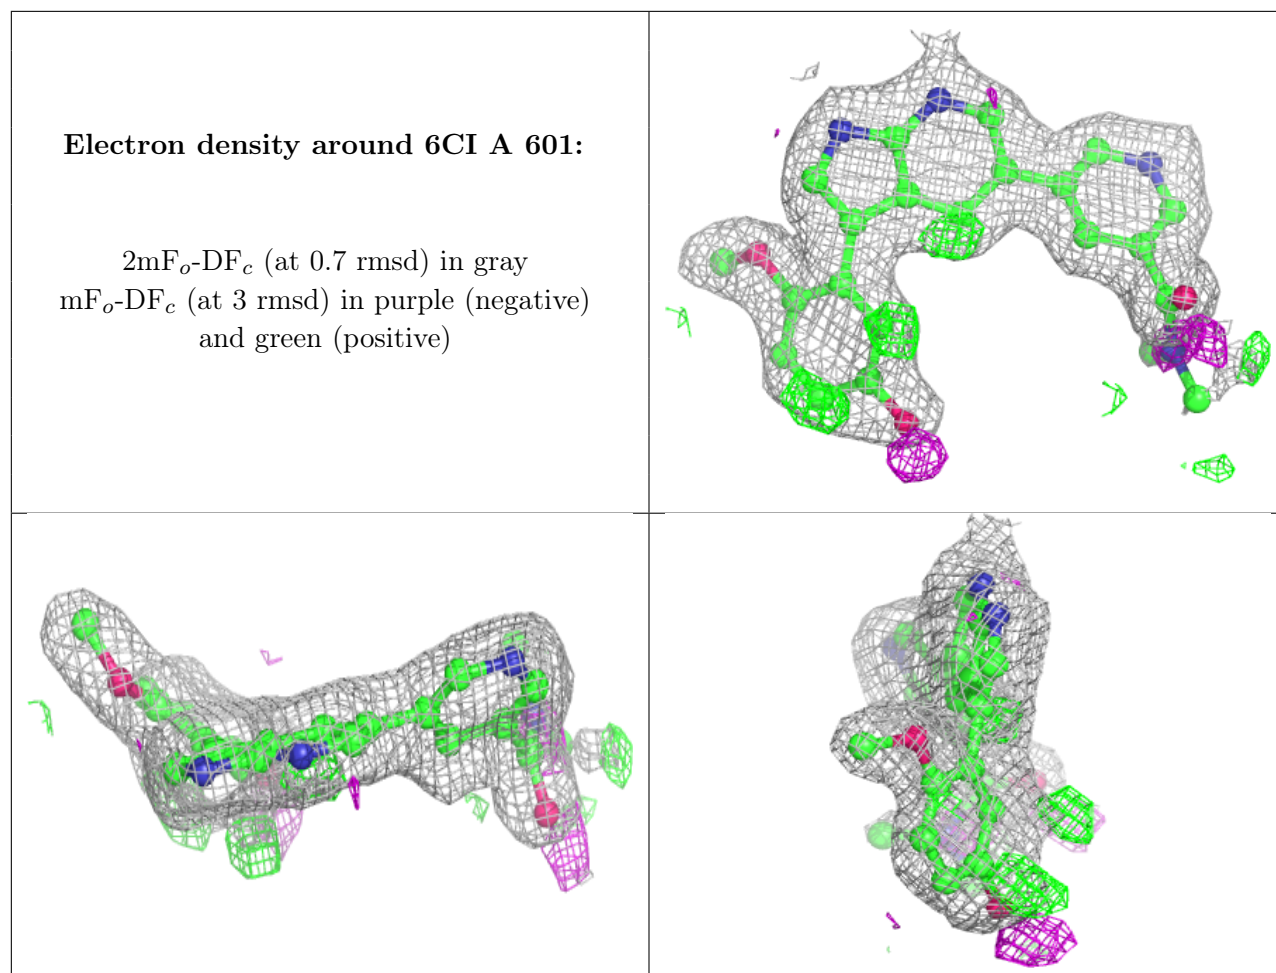 Electron density around 6CI A 601:
2mFₒ-DF𝒸 (at 0.7 rmsd) in gray
mFₒ-DF𝒸 (at 3 rmsd) in purple (negative)
and green (positive)